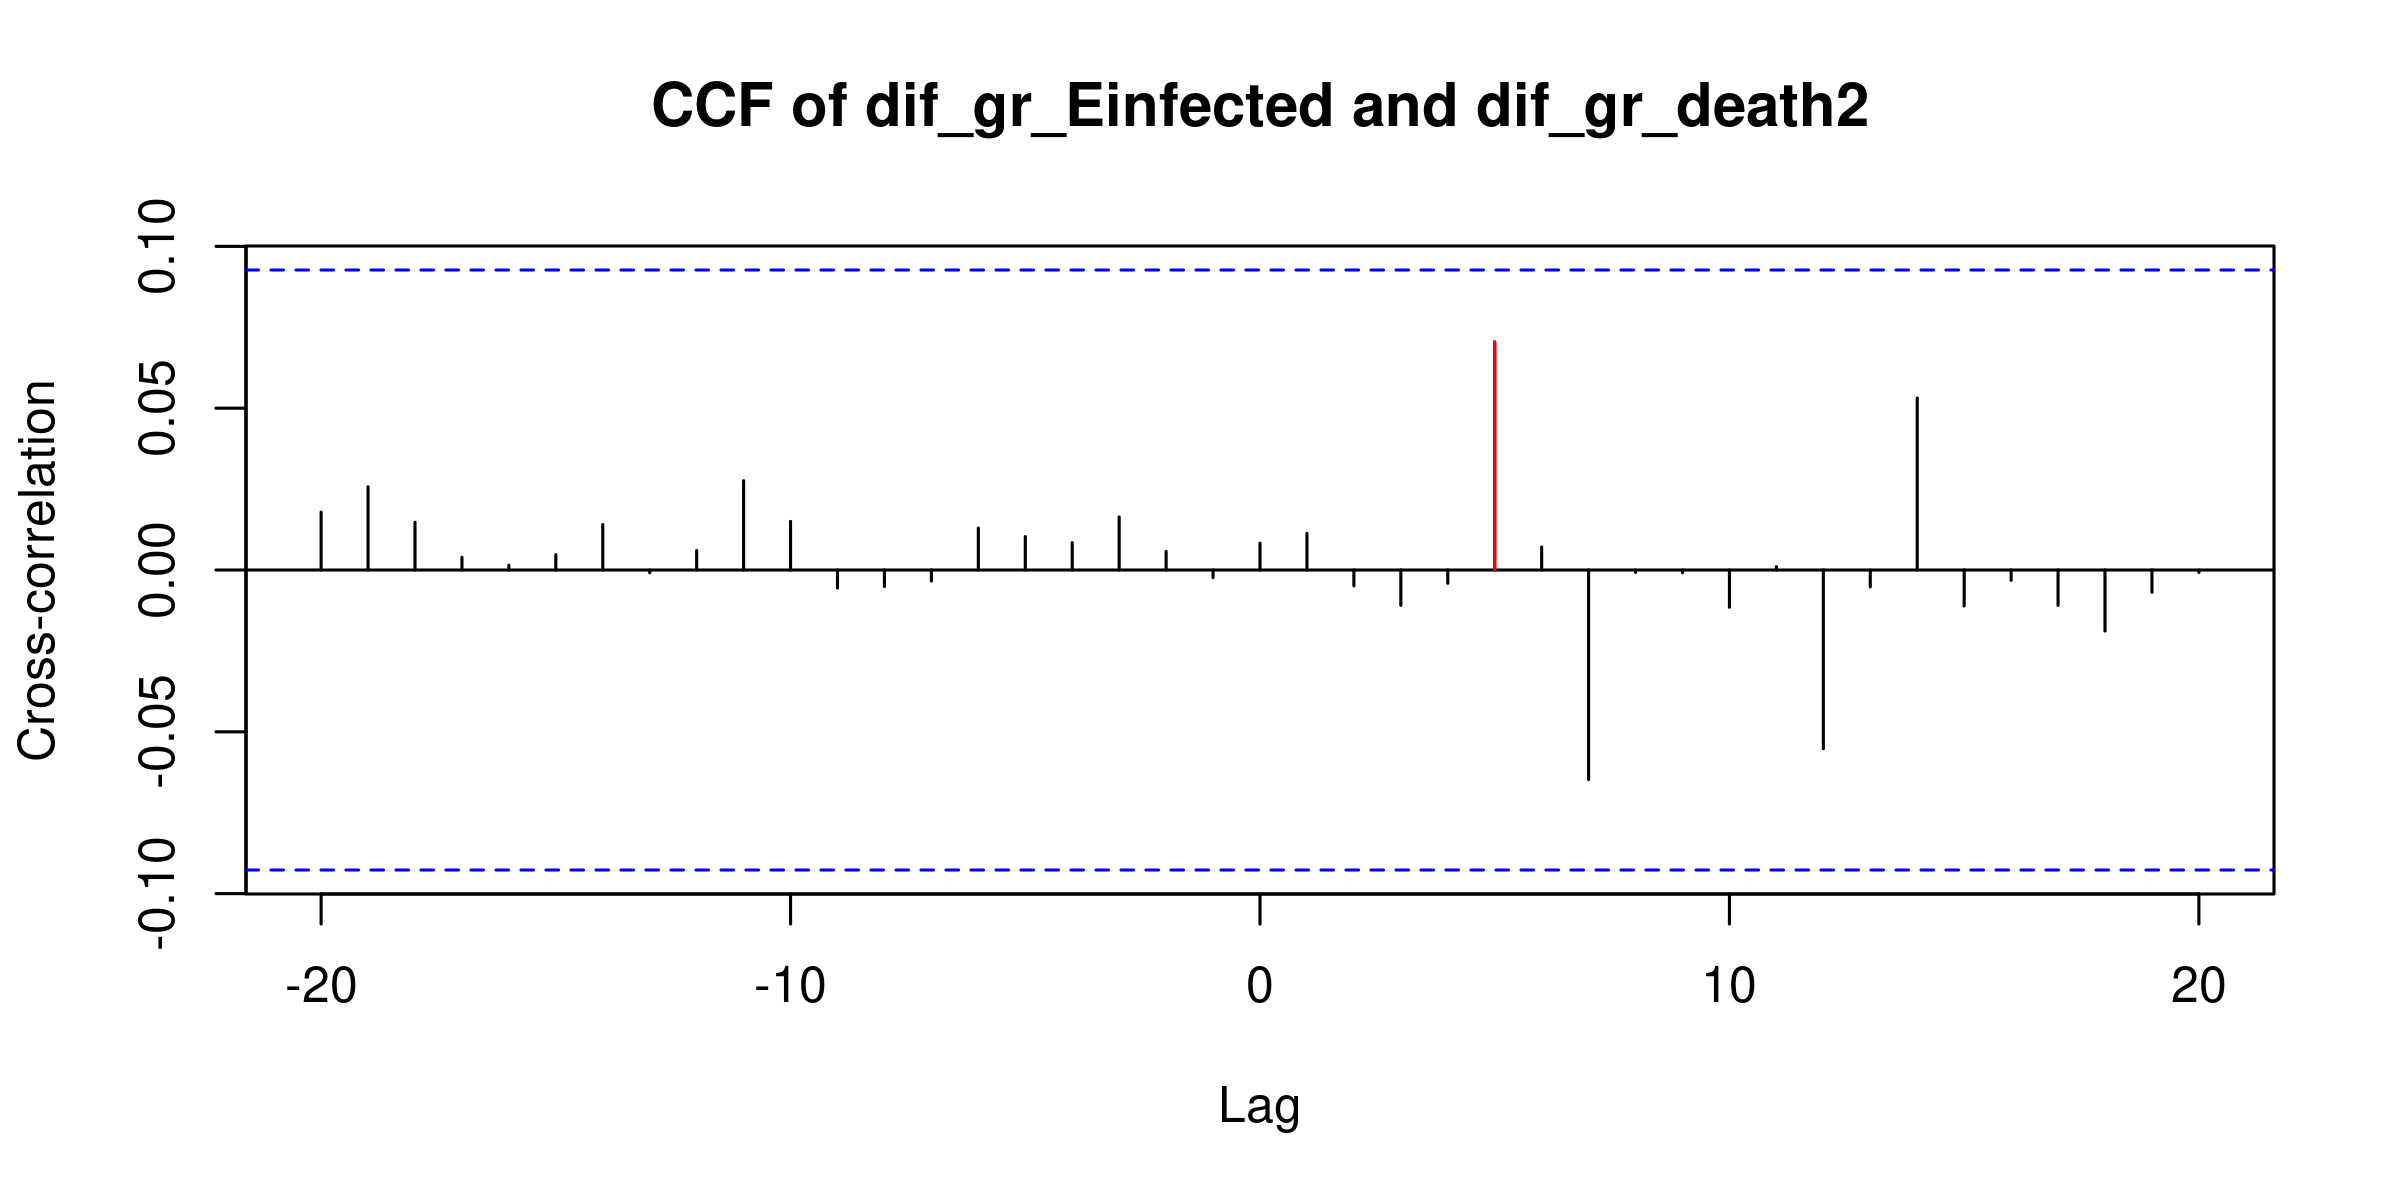 CCF of dif_gr_Einfected and dif_gr_death2
0.10
0.05
0.00
-0.05
-0.10
Cross-correlation
-20 -10 0 10 20
Lag